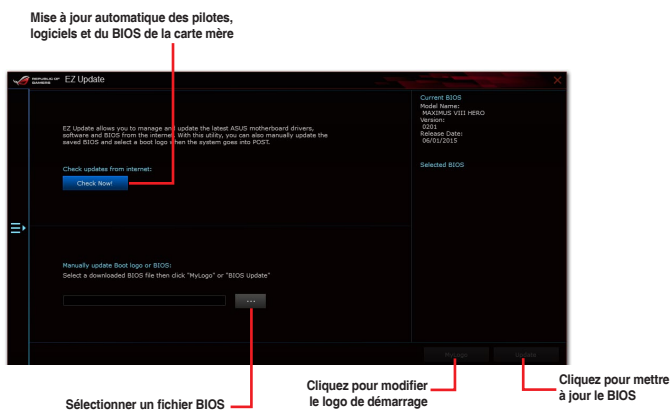 Mise à jour automatique des pilotes,
logiciels et du BIOS de la carte mère
REPUBLIC OF
GAMERS
EZ Update
EZ Update allows you to manage and update the latest ASUS motherboard drivers,
software and BIOS from the internet. With this utility, you can also manually update the
saved BIOS and select a boot logo when the system goes into POST.
Check updates from internet:
Check Now!
Current BIOS
Model Name:
MAXIMUS VIII HERO
Version:
0201
Release Date:
06/01/2015
Selected BIOS
Manually update Boot logo or BIOS:
Select a downloaded BIOS file then click "MyLogo" or "BIOS Update"
...
MyLogo
Update
Sélectionner un fichier BIOS
Cliquez pour modifier
le logo de démarrage
Cliquez pour mettre
à jour le BIOS